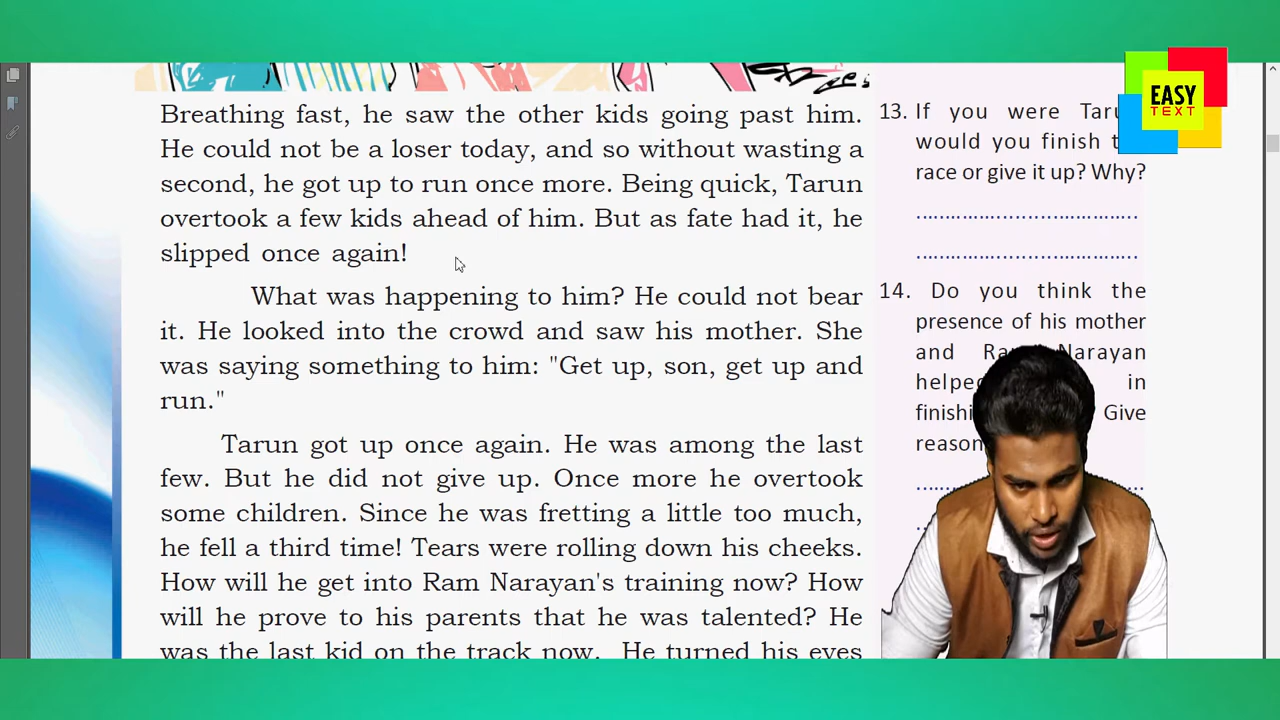 Breathing fast, he saw the other kids going past him.
He could not be a loser today, and so without wasting a
second, he got up to run once more. Being quick, Tarun
overtook a few kids ahead of him. But as fate had it, he
slipped once again!
What was happening to him? He could not bear
it. He looked into the crowd and saw his mother. She
was saying something to him: "Get up, son, get up and
run."
Tarun got up once again. He was among the last
few. But he did not give up. Once more he overtook
some children. Since he was fretting a little too much,
he fell a third time! Tears were rolling down his cheeks.
How will he get into Ram Narayan's training now? How
will he prove to his parents that he was talented? He
was the last kid on the track now. He turned his eyes
13. If you were
would you finish
race or give it up? Why?
14. Do you think the
presence of his mother
and Narayan
in
Give
EASY
TEXT